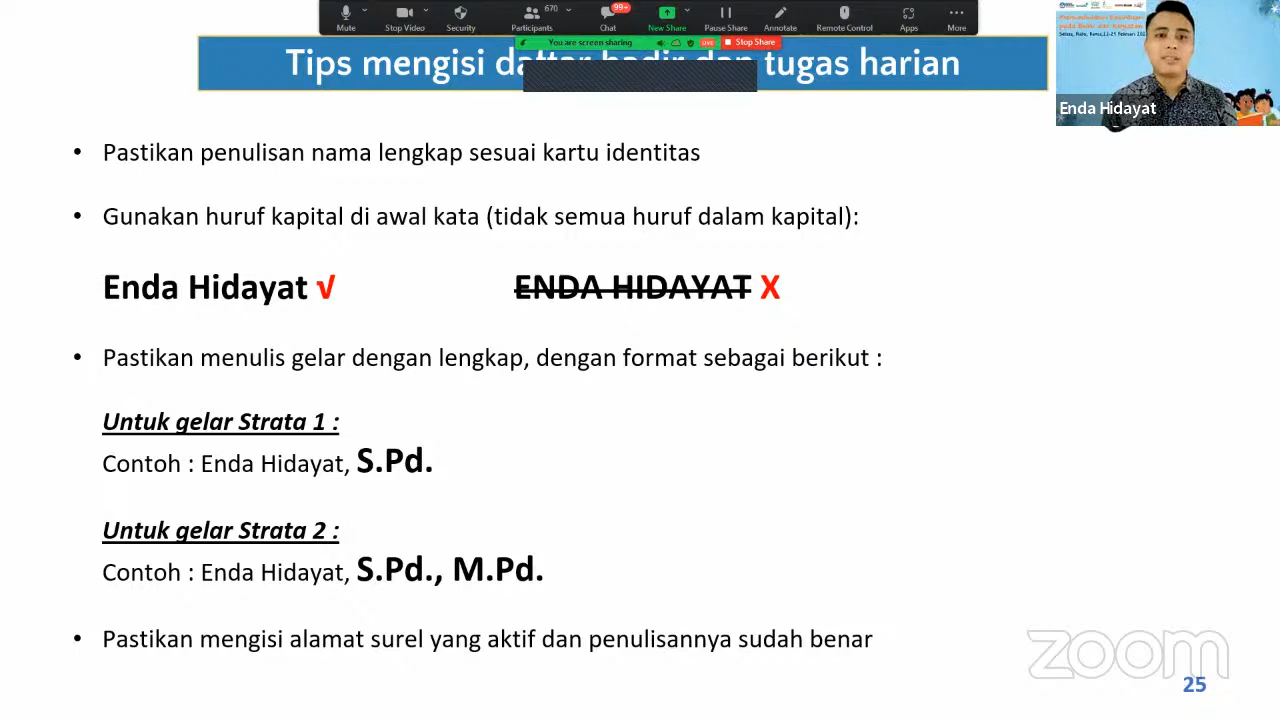 Mute
Stop Video
Security
Participants
670
Chat
99+
New Share
Pause Share
Annotate
Remote Control
Apps
More
You are screen sharing
LIVE
Stop Share
Tips mengisi daftar hadir dan tugas harian
Enda Hidayat
• Pastikan penulisan nama lengkap sesuai kartu identitas
• Gunakan huruf kapital di awal kata (tidak semua huruf dalam kapital):
Enda Hidayat √
ENDA HIDAYAT X
• Pastikan menulis gelar dengan lengkap, dengan format sebagai berikut :
Untuk gelar Strata 1 :
Contoh : Enda Hidayat, S.Pd.
Untuk gelar Strata 2 :
Contoh : Enda Hidayat, S.Pd., M.Pd.
• Pastikan mengisi alamat surel yang aktif dan penulisannya sudah benar
zoom
25